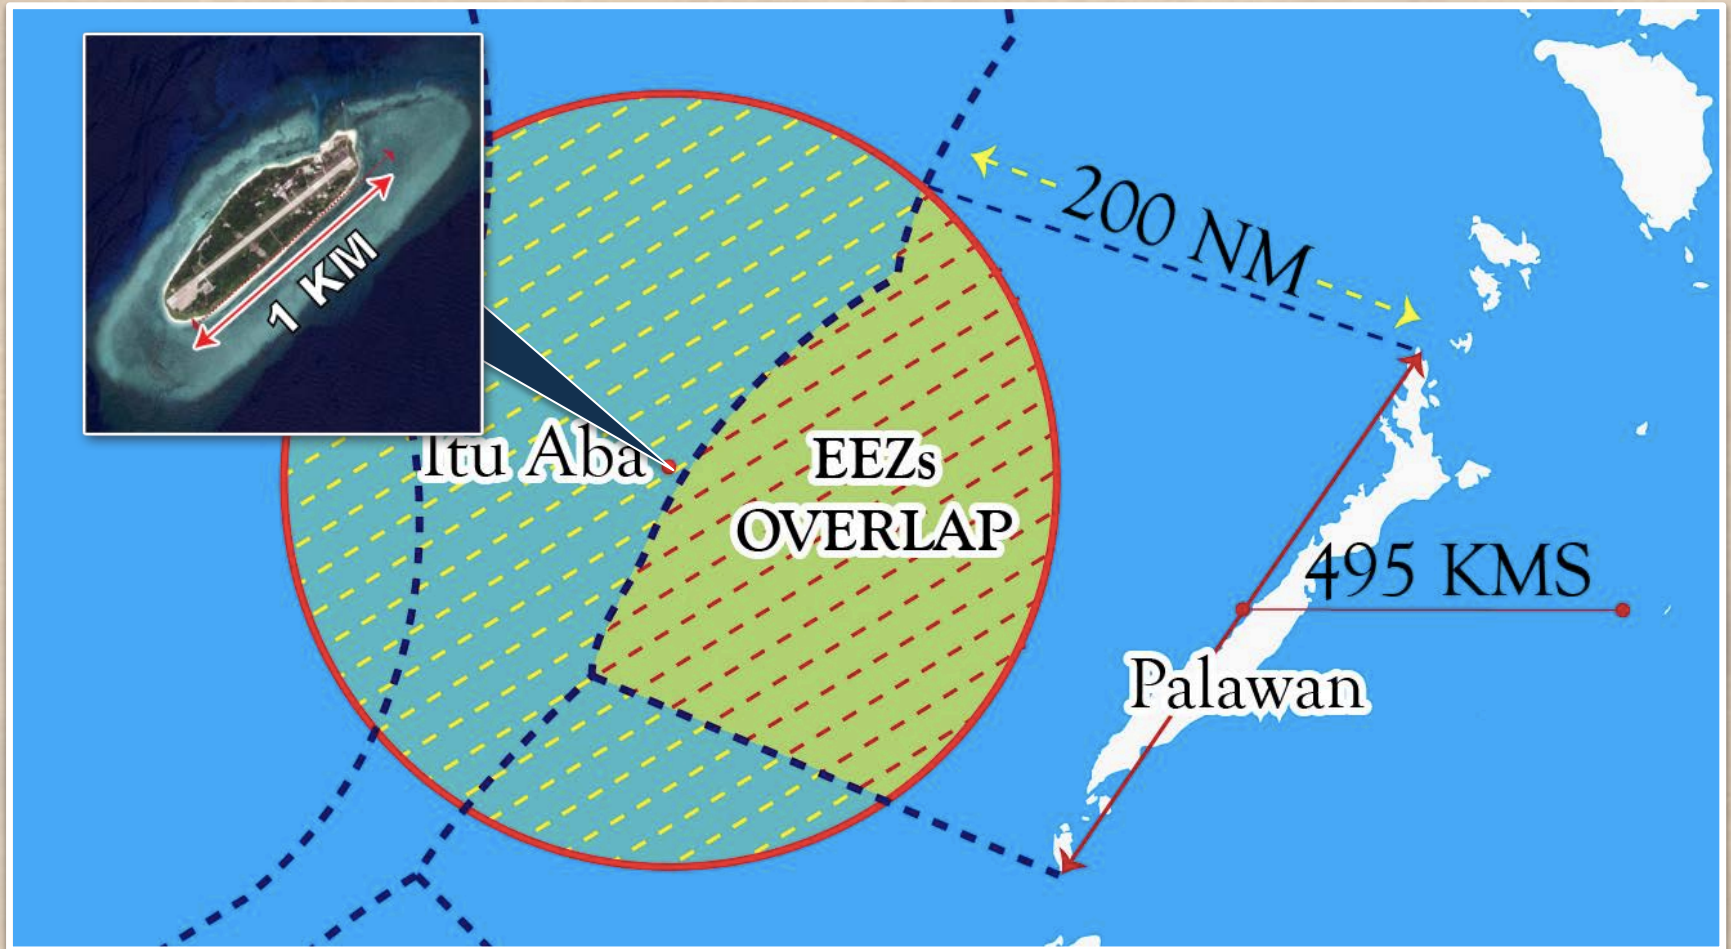 1 KM
200 NM
Itu Aba
EEZs
OVERLAP
495 KMS
Palawan